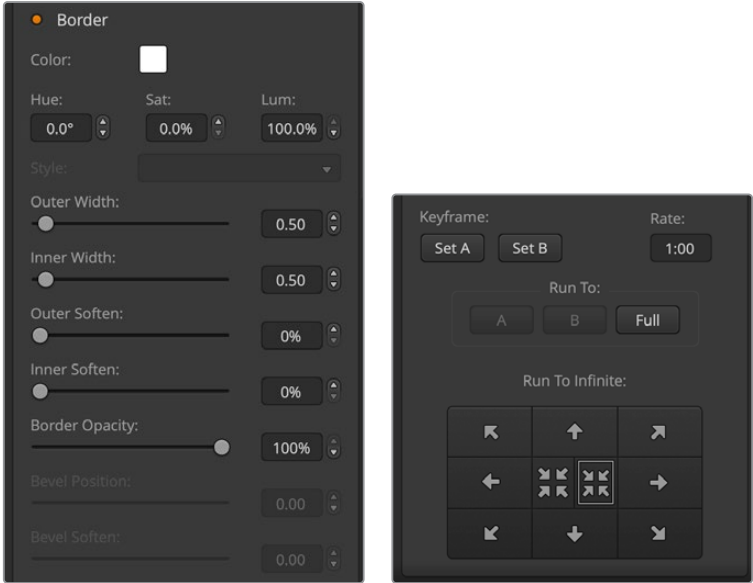 Border
Color:
Hue: Sat: Lum:
0.0° 0.0% 100.0%
Style:
Outer Width:
0.50
Inner Width:
0.50
Outer Soften:
0%
Inner Soften:
0%
Border Opacity:
100%
Bevel Position:
0.00
Bevel Soften:
0.00
Keyframe: Rate:
Set A Set B 1:00
Run To:
A B Full
Run To Infinite: